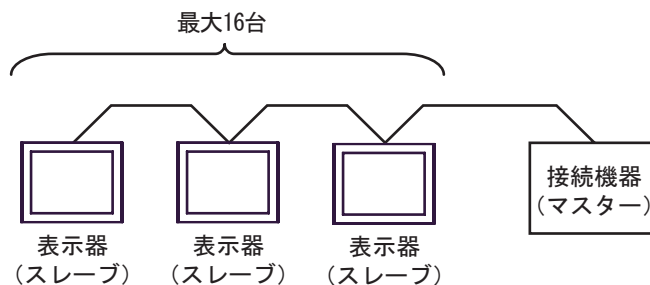 最大16台
接続機器
(マスター)
表示器
(スレーブ)
表示器
(スレーブ)
表示器
(スレーブ)